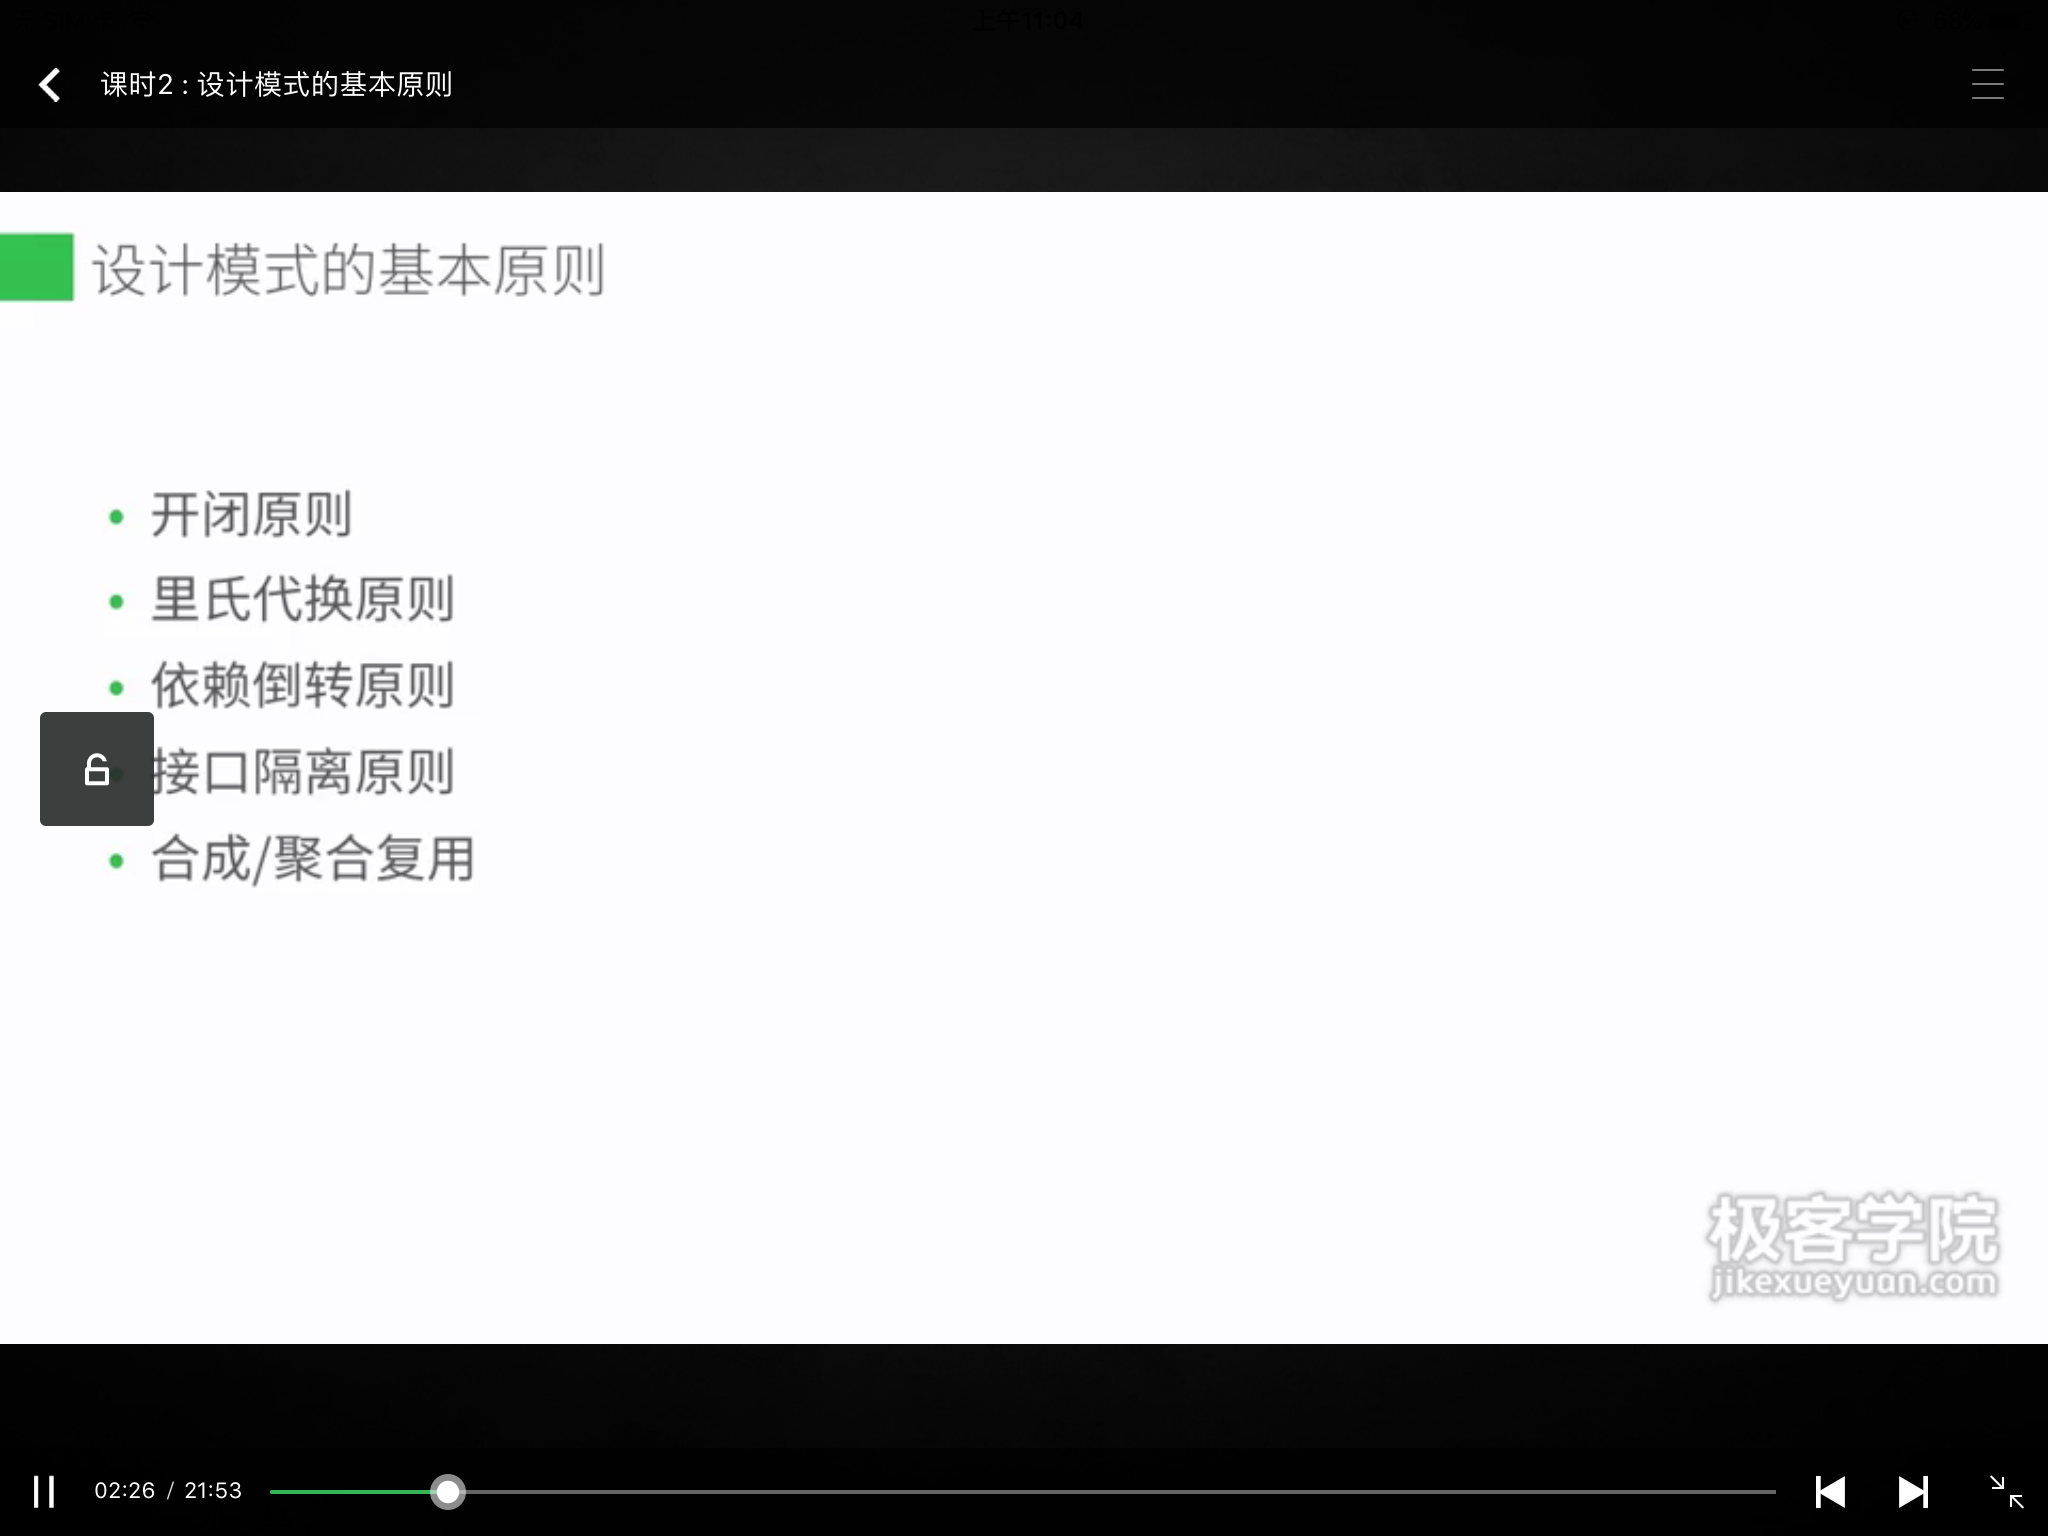 上午11:04
课时2 : 设计模式的基本原则
设计模式的基本原则
• 开闭原则
• 里氏代换原则
• 依赖倒转原则
• 接口隔离原则
• 合成/聚合复用
极客学院
jikexueyuan.com
02:26 / 21:53